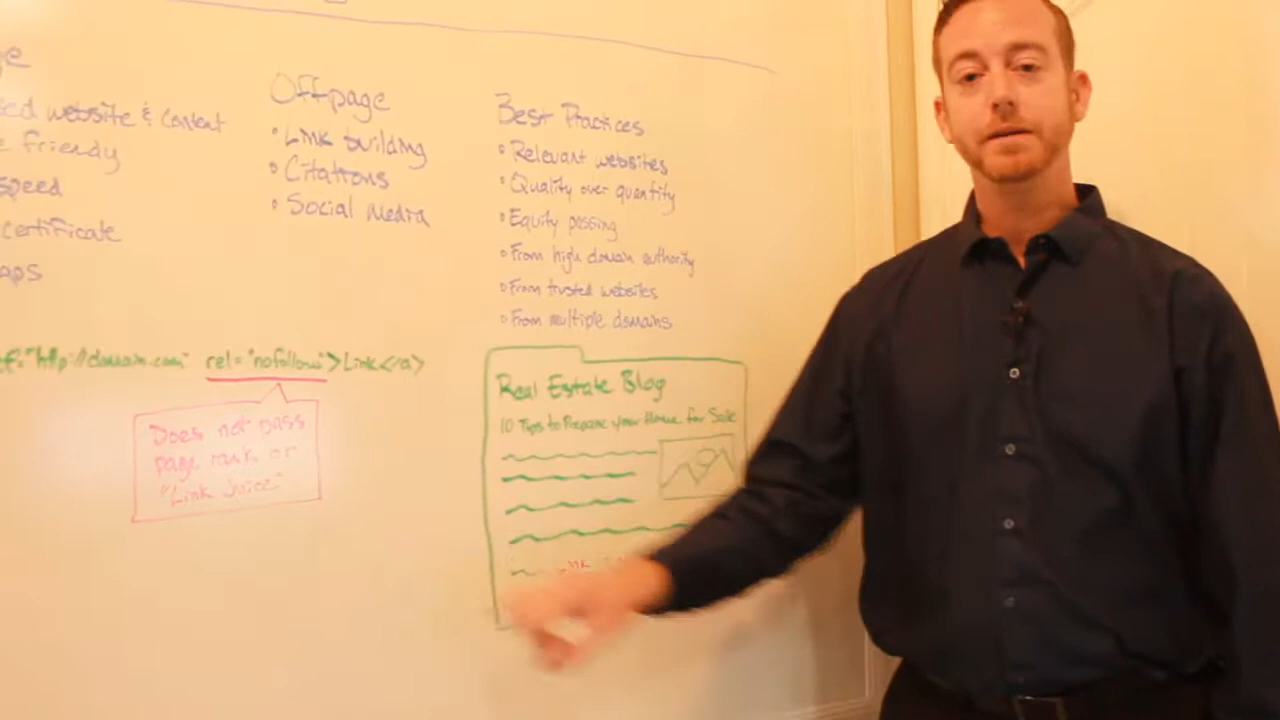 sed website & content
friendly
speed
certificate
aps
Offpage
• Link building
• Citations
• Social Media
Best Practices
• Relevant websites
• Quality over quantity
• Equity passing
• From high domain authority
• From trusted websites
• From multiple domains
"http://domain.com" rel="nofollow">Link</a>
Does not pass
page rank or
"Link Juice"
Real Estate Blog
10 Tips to Prepare your Home for Sale